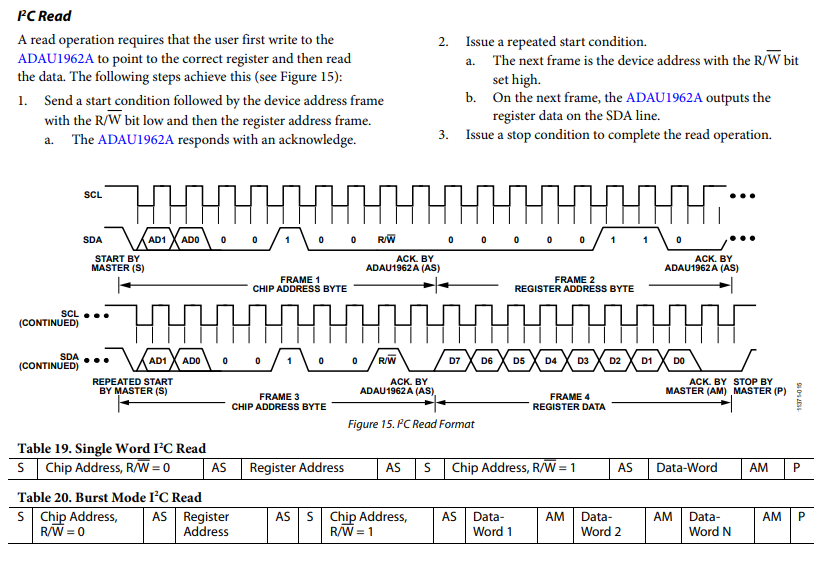 I²C Read
A read operation requires that the user first write to the
ADAU1962A to point to the correct register and then read
the data. The following steps achieve this (see Figure 15):
1. Send a start condition followed by the device address frame
with the R/W̅ bit low and then the register address frame.
a. The ADAU1962A responds with an acknowledge.
2. Issue a repeated start condition.
a. The next frame is the device address with the R/W̅ bit
set high.
b. On the next frame, the ADAU1962A outputs the
register data on the SDA line.
3. Issue a stop condition to complete the read operation.
SCL
SDA AD1 AD0 0 0 1 0 0 R/W̅ 0 0 0 0 0 1 1 0
START BY ACK. BY ACK. BY
MASTER (S) ADAU1962A (AS) ADAU1962A (AS)
FRAME 1 FRAME 2
CHIP ADDRESS BYTE REGISTER ADDRESS BYTE
SCL
(CONTINUED)
SDA AD1 AD0 0 0 1 0 0 R/W̅ D7 D6 D5 D4 D3 D2 D1 D0
(CONTINUED)
REPEATED START ACK. BY ACK. BY STOP BY
BY MASTER (S) ADAU1962A (AS) MASTER (AM) MASTER (P)
FRAME 3 FRAME 4
CHIP ADDRESS BYTE REGISTER DATA
11371-015
Figure 15. I²C Read Format
Table 19. Single Word I²C Read
S Chip Address, R/W̅ = 0 AS Register Address AS S Chip Address, R/W̅ = 1 AS Data-Word AM P
Table 20. Burst Mode I²C Read
S Chip Address, AS Register AS S Chip Address, AS Data- AM Data- AM Data- AM P
R/W̅ = 0 Address R/W̅ = 1 Word 1 Word 2 Word N